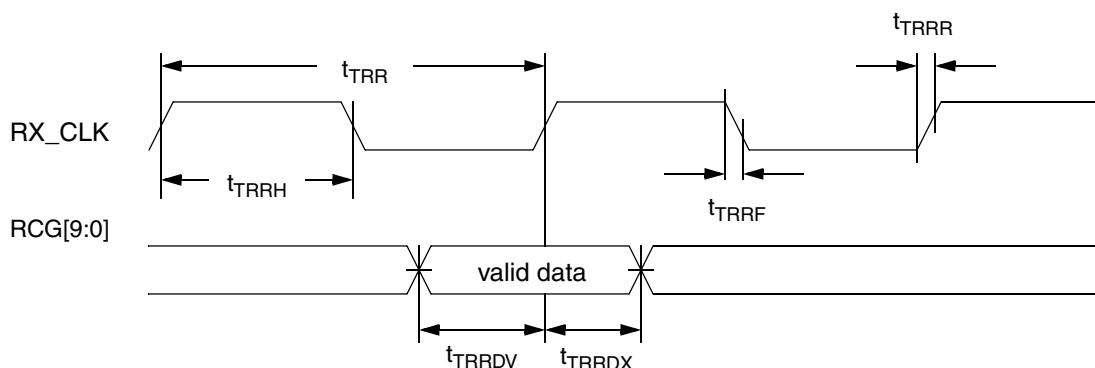 tTRRR
tTRR
RX_CLK
tTRRH
tTRRF
RCG[9:0]
valid data
tTRRDV tTRRDX